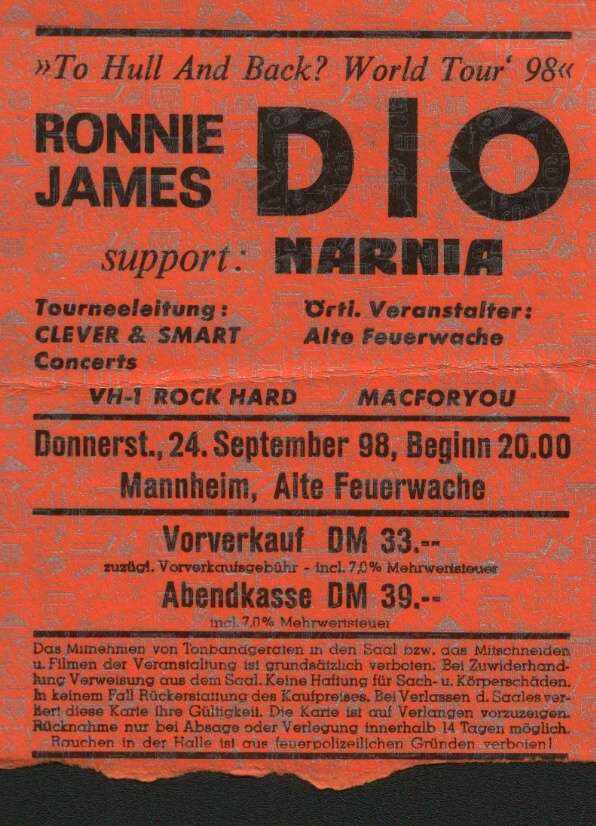 »To Hull And Back? World Tour‘ 98«
RONNIE JAMES DIO
support: NARNIA
Tourneeleitung: Örtl. Veranstalter:
CLEVER & SMART Alte Feuerwache
Concerts
VH-1 ROCK HARD MACFORYOU
Donnerst., 24. September 98, Beginn 20.00
Mannheim, Alte Feuerwache
Vorverkauf DM 33.--
zuzügl. Vorverkaufsgebühr - incl. 7,0% Mehrwertsteuer
Abendkasse DM 39.--
incl. 7,0% Mehrwertsteuer
Das Mitnehmen von Tonbandgeräten in den Saal bzw. das Mitschneiden
u. Filmen der Veranstaltung ist grundsätzlich verboten. Bei Zuwiderhand-
lung Verweisung aus dem Saal. Keine Haftung für Sach- u. Körperschäden.
In keinem Fall Rückerstattung des Kaufpreises. Bei Verlassen d. Saales ver-
liert diese Karte ihre Gültigkeit. Die Karte ist auf Verlangen vorzuzeigen.
Rücknahme nur bei Absage oder Verlegung innerhalb 14 Tagen möglich.
Rauchen in der Halle ist aus feuerpolizeilichen Gründen verboten!